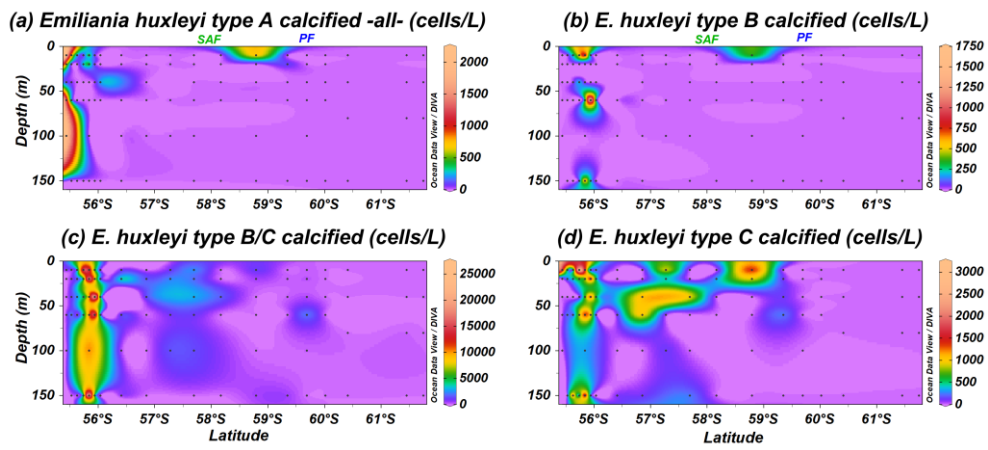 (a) Emiliania huxleyi type A calcified -all- (cells/L)
SAF PF
0
50
100
150
Depth (m)
56°S 57°S 58°S 59°S 60°S 61°S
2000
1500
1000
500
0
Ocean Data View / DIVA
(b) E. huxleyi type B calcified (cells/L)
SAF PF
0
50
100
150
56°S 57°S 58°S 59°S 60°S 61°S
1750
1500
1250
1000
750
500
250
0
Ocean Data View / DIVA
(c) E. huxleyi type B/C calcified (cells/L)
0
50
100
150
Depth (m)
56°S 57°S 58°S 59°S 60°S 61°S
Latitude
25000
20000
15000
10000
5000
0
Ocean Data View / DIVA
(d) E. huxleyi type C calcified (cells/L)
0
50
100
150
56°S 57°S 58°S 59°S 60°S 61°S
Latitude
3000
2500
2000
1500
1000
500
0
Ocean Data View / DIVA